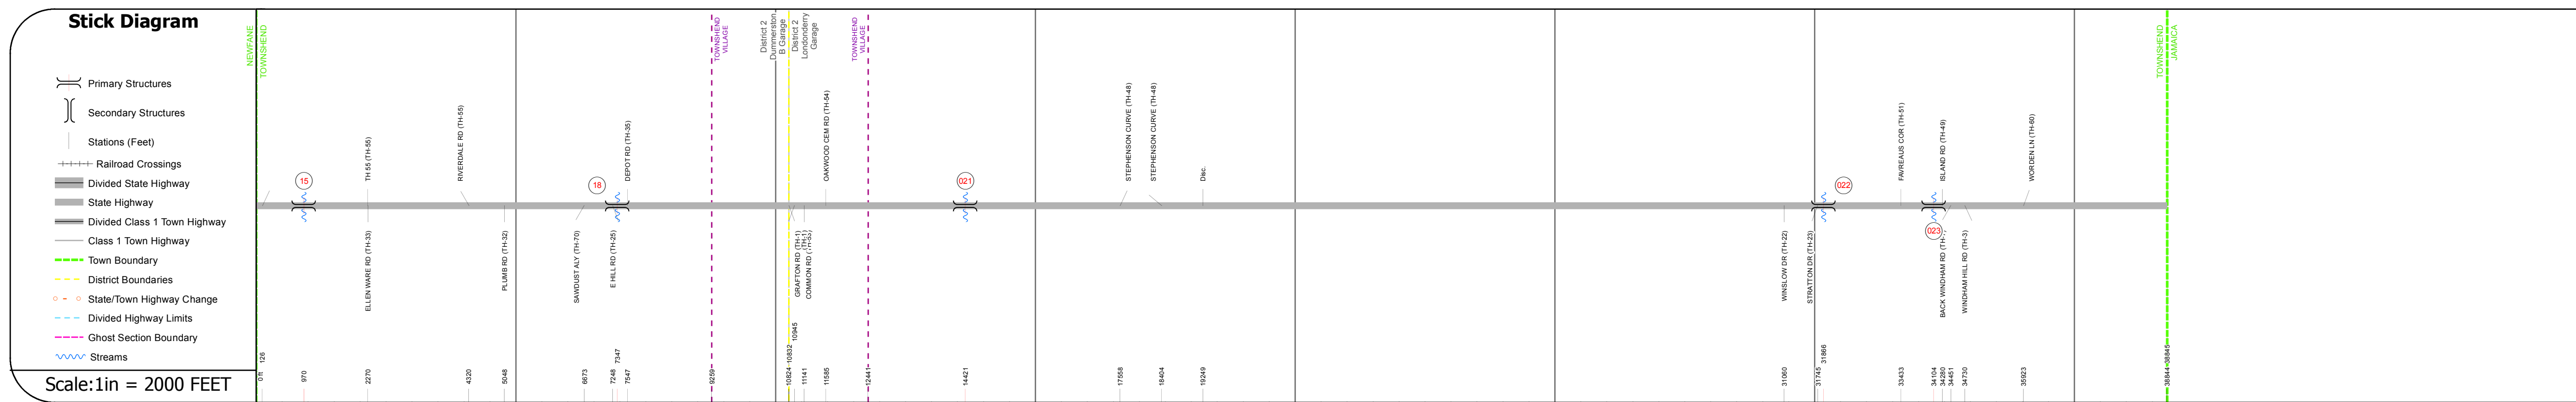 Stick Diagram
Primary Structures
Secondary Structures
Stations (Feet)
Railroad Crossings
Divided State Highway
State Highway
Divided Class 1 Town Highway
Class 1 Town Highway
Town Boundary
District Boundaries
State/Town Highway Change
Divided Highway Limits
Ghost Section Boundary
Streams
Scale:1in = 2000 FEET
NEWFANE
TOWNSHEND
TOWNSHEND
VILLAGE
District 2
Dummerston
B Garage
District 2
Londonderry
Garage
TOWNSHEND
VILLAGE
TOWNSHEND
JAMAICA
TH 55 (TH-55)
RIVERDALE RD (TH-55)
DEPOT RD (TH-35)
OAKWOOD CEM RD (TH-54)
STEPHENSON CURVE (TH-48)
STEPHENSON CURVE (TH-48)
Disc.
FAVREAUS COR (TH-51)
ISLAND RD (TH-49)
WORDEN LN (TH-60)
15
18
021
022
023
ELLEN WARE RD (TH-33)
PLUMB RD (TH-32)
SAWDUST ALY (TH-70)
E HILL RD (TH-25)
GRAFTON RD (TH-1)
COMMON RD
WINSLOW DR (TH-22)
STRATTON DR (TH-23)
BACK WINDHAM RD
WINDHAM HILL RD (TH-3)
0 ft
126
970
2270
4320
5048
6673
7248
7347
7547
9259
10824
10832
10945
11141
11585
12441
14421
17558
18404
19249
31060
31745
31866
33433
34104
34280
34451
34730
35923
38844
38845